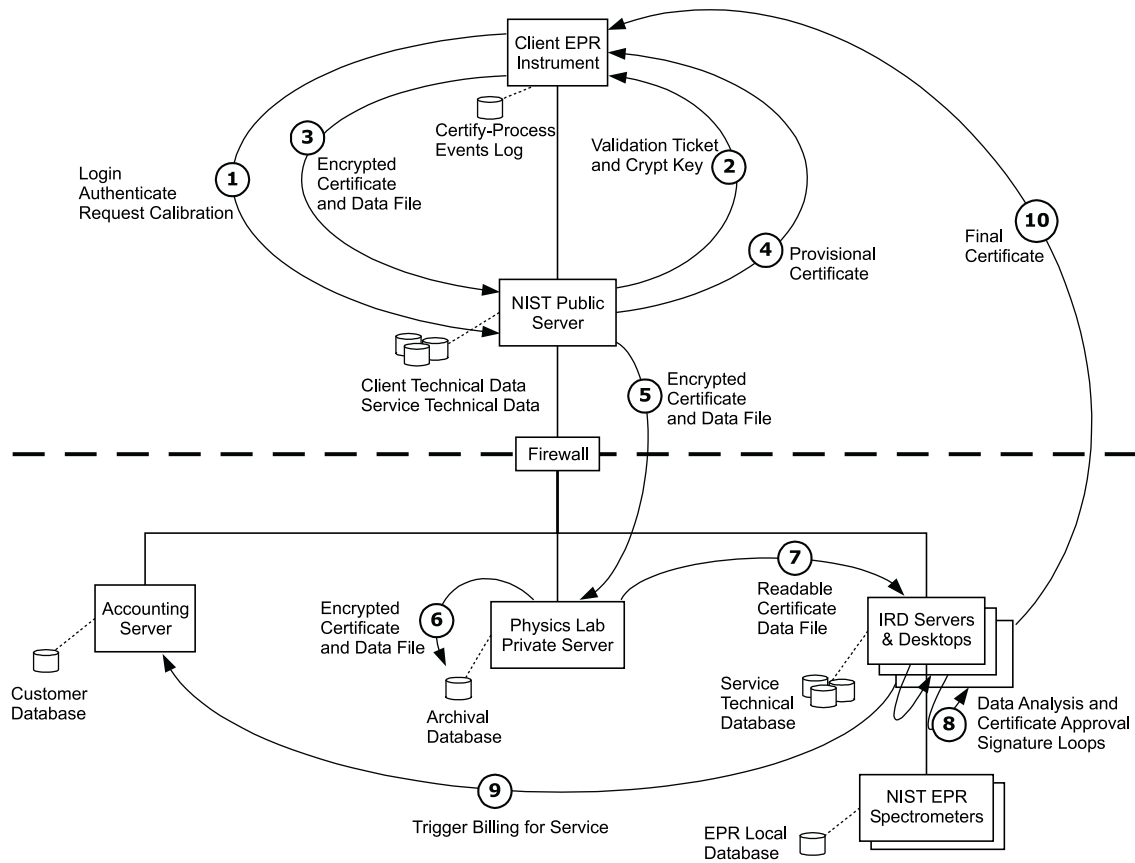 Client EPR
Instrument
Certify-Process
Events Log
3
Encrypted
Certificate
and Data File
1
Login
Authenticate
Request Calibration
Validation Ticket
and Crypt Key
2
4
Provisional
Certificate
10
Final
Certificate
NIST Public
Server
Client Technical Data
Service Technical Data
5
Encrypted
Certificate
and Data File
Firewall
Accounting
Server
Customer
Database
6
Encrypted
Certificate
and Data File
Physics Lab
Private Server
Archival
Database
7
Readable
Certificate
Data File
IRD Servers
& Desktops
Service
Technical
Database
8
Data Analysis and
Certificate Approval
Signature Loops
9
Trigger Billing for Service
NIST EPR
Spectrometers
EPR Local
Database